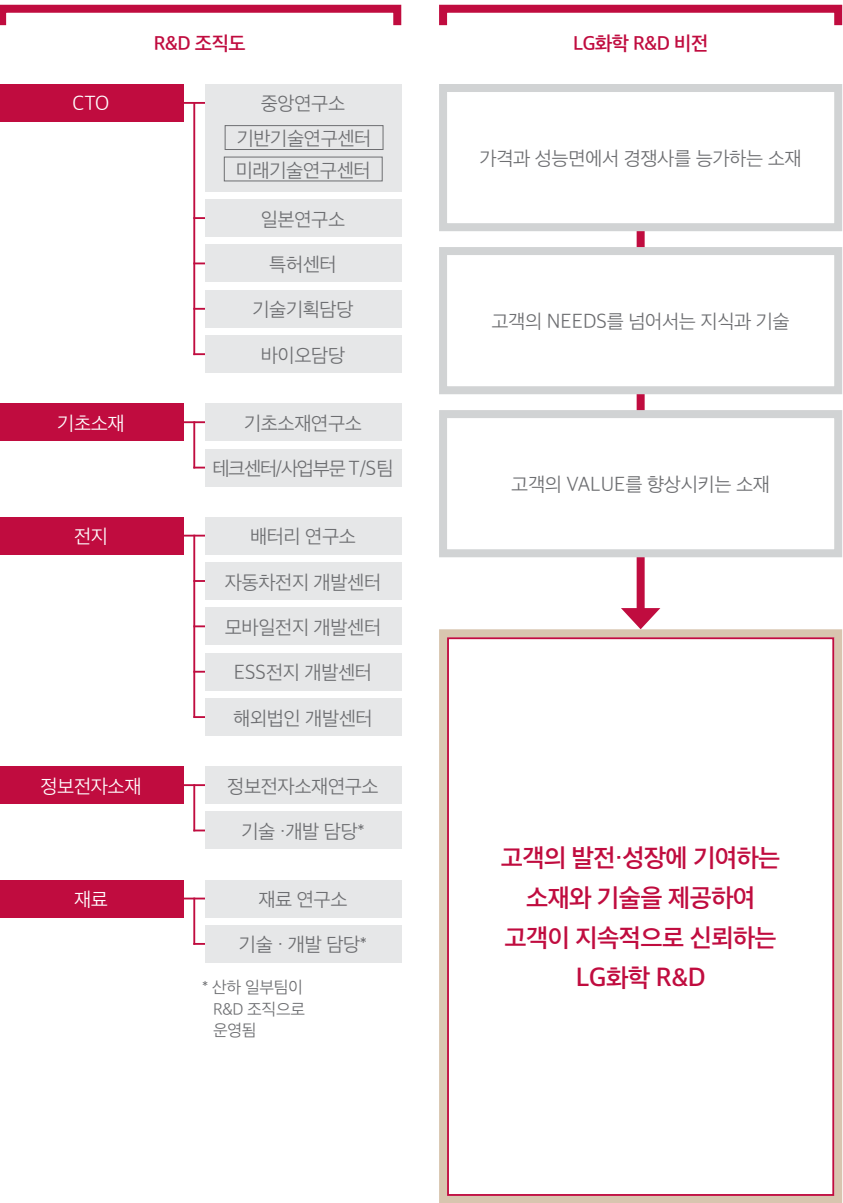 R&D 조직도
CTO
중앙연구소
기반기술연구센터
미래기술연구센터
일본연구소
특허센터
기술기획담당
바이오담당
기초소재
기초소재연구소
테크센터/사업부문 T/S팀
전지
배터리 연구소
자동차전지 개발센터
모바일전지 개발센터
ESS전지 개발센터
해외법인 개발센터
정보전자소재
정보전자소재연구소
기술 ·개발 담당*
재료
재료 연구소
기술 · 개발 담당*
* 산하 일부팀이
R&D 조직으로
운영됨
LG화학 R&D 비전
가격과 성능면에서 경쟁사를 능가하는 소재
고객의 NEEDS를 넘어서는 지식과 기술
고객의 VALUE를 향상시키는 소재
고객의 발전·성장에 기여하는
소재와 기술을 제공하여
고객이 지속적으로 신뢰하는
LG화학 R&D